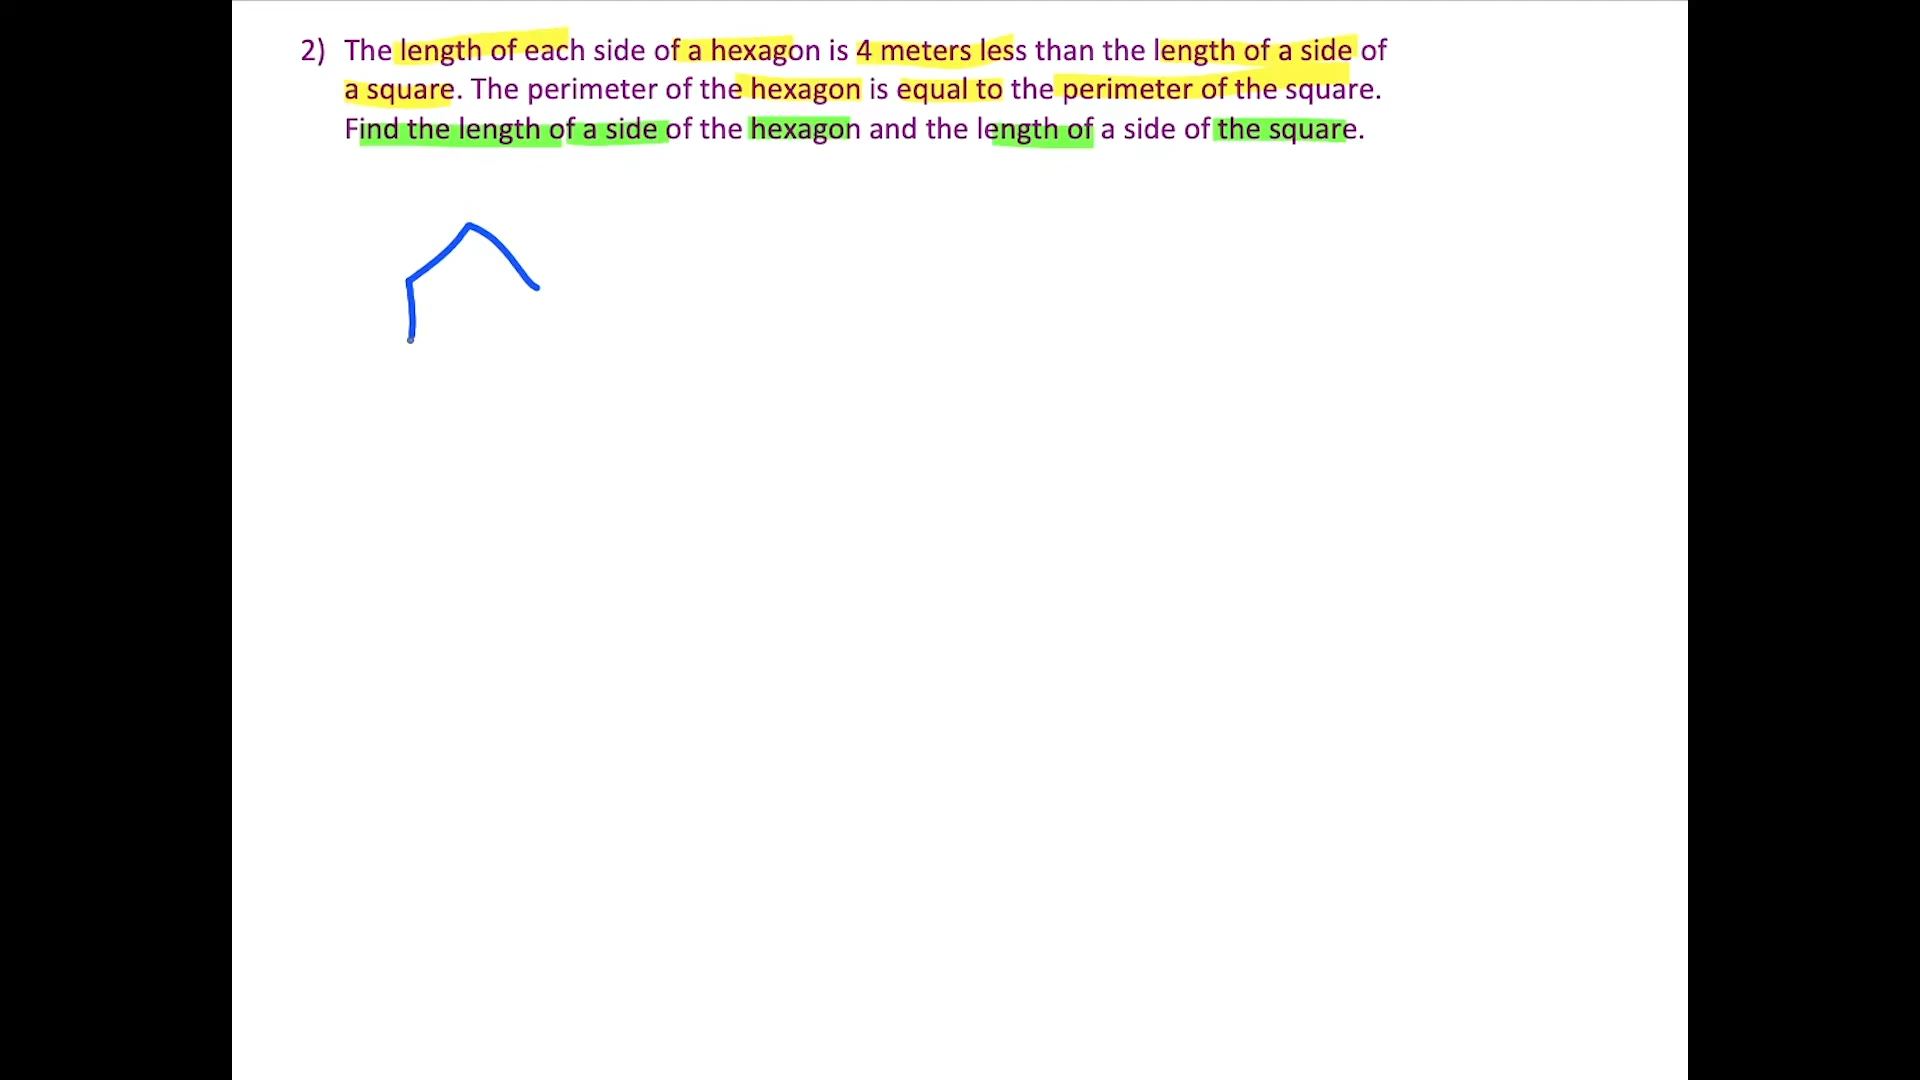 2) The length of each side of a hexagon is 4 meters less than the length of a side of
a square. The perimeter of the hexagon is equal to the perimeter of the square.
Find the length of a side of the hexagon and the length of a side of the square.